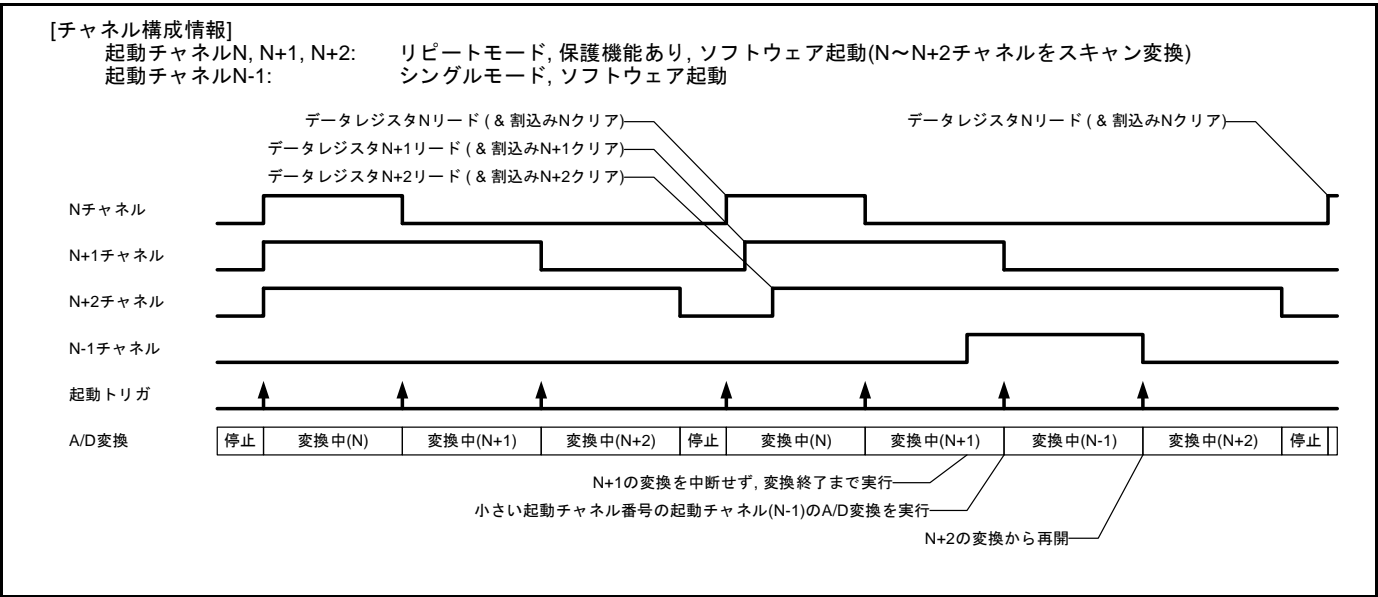 [チャネル構成情報]
起動チャネルN, N+1, N+2: リピートモード, 保護機能あり, ソフトウェア起動(N～N+2チャネルをスキャン変換)
起動チャネルN-1: シングルモード, ソフトウェア起動
データレジスタNリード ( & 割込みNクリア) データレジスタNリード ( & 割込みNクリア)
データレジスタN+1リード ( & 割込みN+1クリア)
データレジスタN+2リード ( & 割込みN+2クリア)
Nチャネル
N+1チャネル
N+2チャネル
N-1チャネル
起動トリガ
A/D変換 停止 変換中(N) 変換中(N+1) 変換中(N+2) 停止 変換中(N) 変換中(N+1) 変換中(N-1) 変換中(N+2) 停止
N+1の変換を中断せず, 変換終了まで実行
小さい起動チャネル番号の起動チャネル(N-1)のA/D変換を実行
N+2の変換から再開